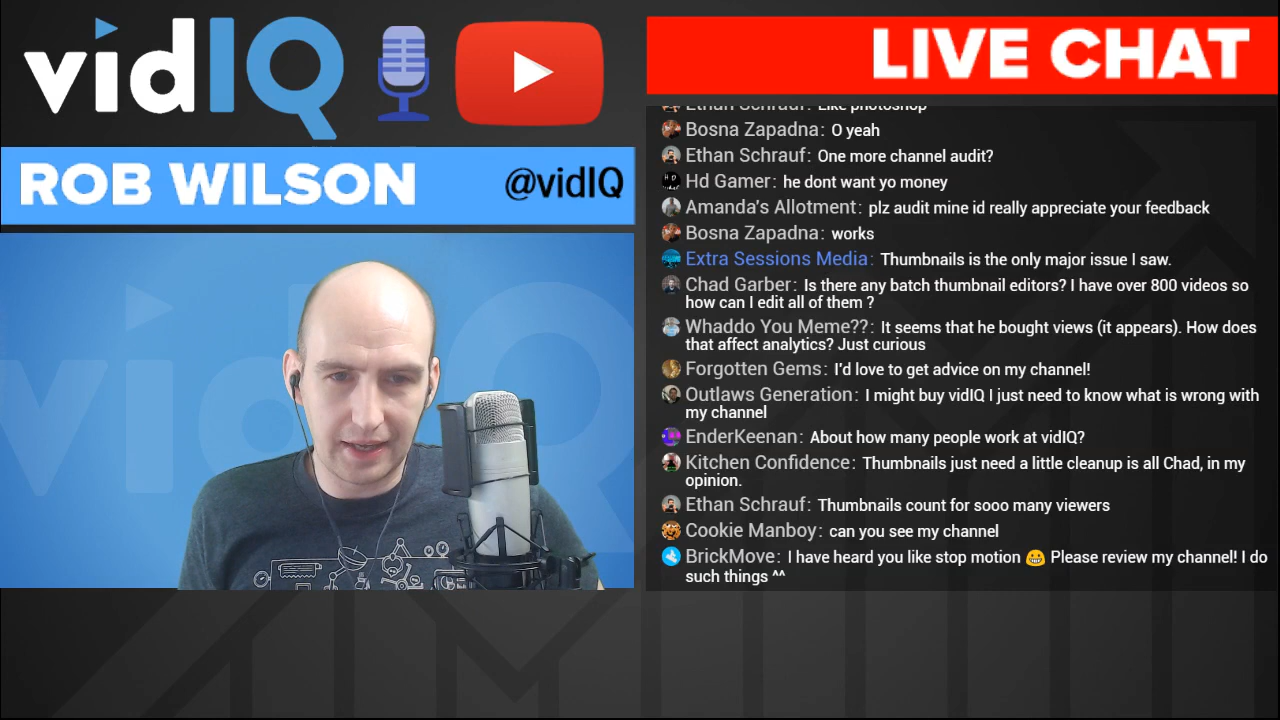 vidIQ
ROB WILSON
@vidIQ
LIVE CHAT
Ethan Schrauf: Like photoshop
Bosna Zapadna: O yeah
Ethan Schrauf: One more channel audit?
Hd Gamer: he dont want yo money
Amanda's Allotment: plz audit mine id really appreciate your feedback
Bosna Zapadna: works
Extra Sessions Media: Thumbnails is the only major issue I saw.
Chad Garber: Is there any batch thumbnail editors? I have over 800 videos so
how can I edit all of them ?
Whaddo You Meme??: It seems that he bought views (it appears). How does
that affect analytics? Just curious
Forgotten Gems: I'd love to get advice on my channel!
Outlaws Generation: I might buy vidIQ I just need to know what is wrong with
my channel
EnderKeenan: About how many people work at vidIQ?
Kitchen Confidence: Thumbnails just need a little cleanup is all Chad, in my
opinion.
Ethan Schrauf: Thumbnails count for sooo many viewers
Cookie Manboy: can you see my channel
BrickMove: I have heard you like stop motion 😬 Please review my channel! I do
such things ^^